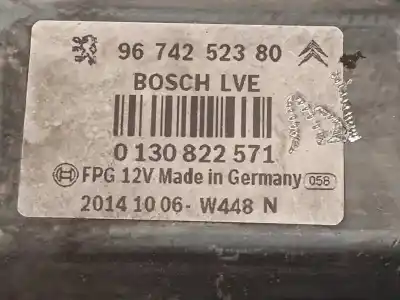 96 742 523 80
BOSCH LVE
0 130 822 571
FPG 12V Made in Germany 058
2014 10 06- W448 N